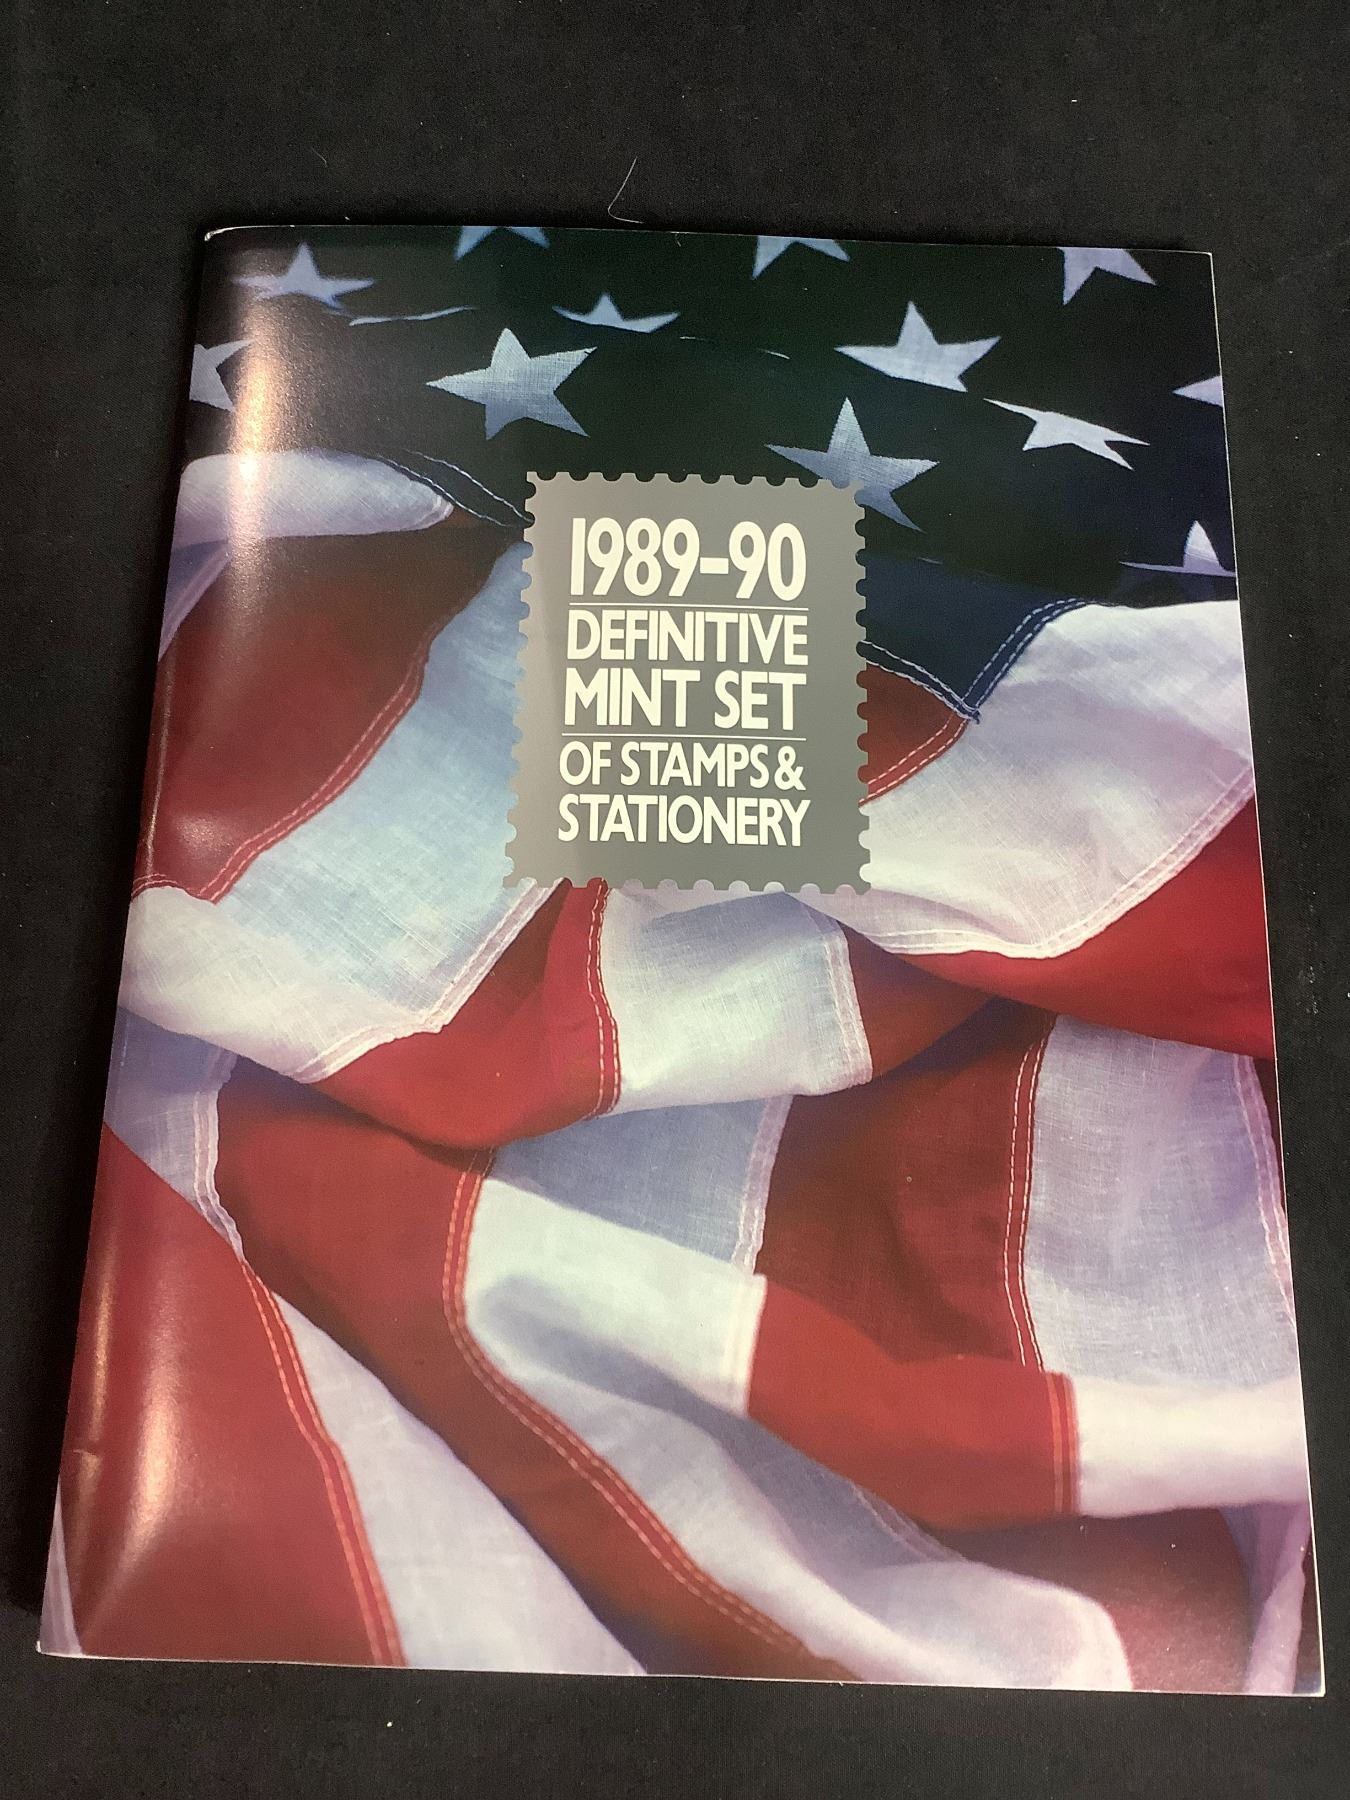 1989-90
DEFINITIVE
MINT SET
OF STAMPS &
STATIONERY